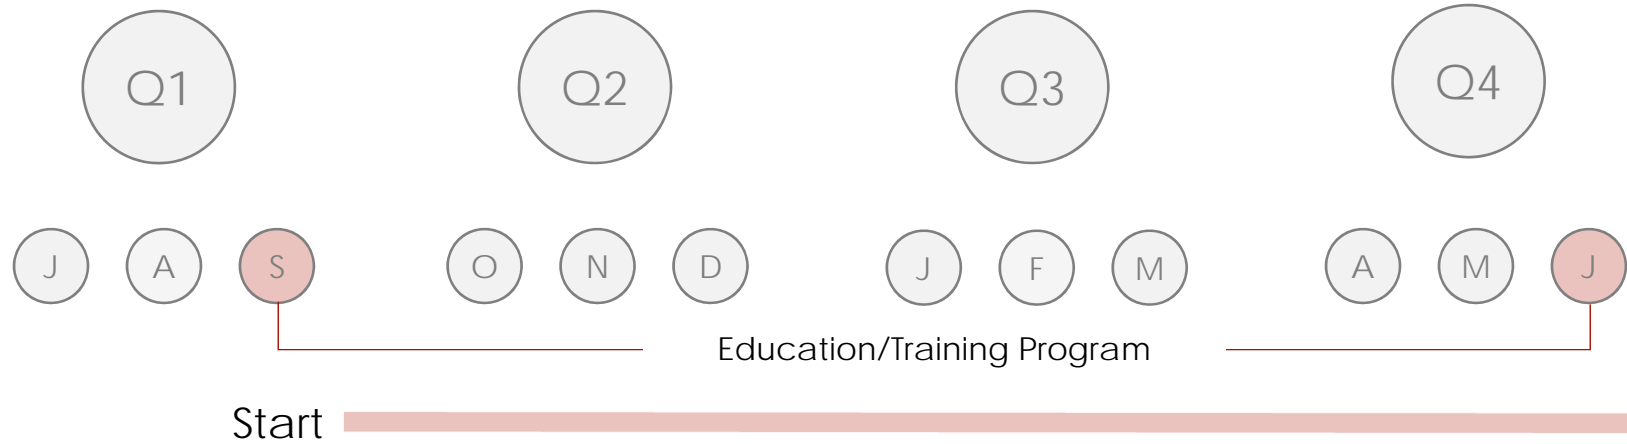 Q1 Q2 Q3 Q4
J A S O N D J F M A M J
Education/Training Program
Start